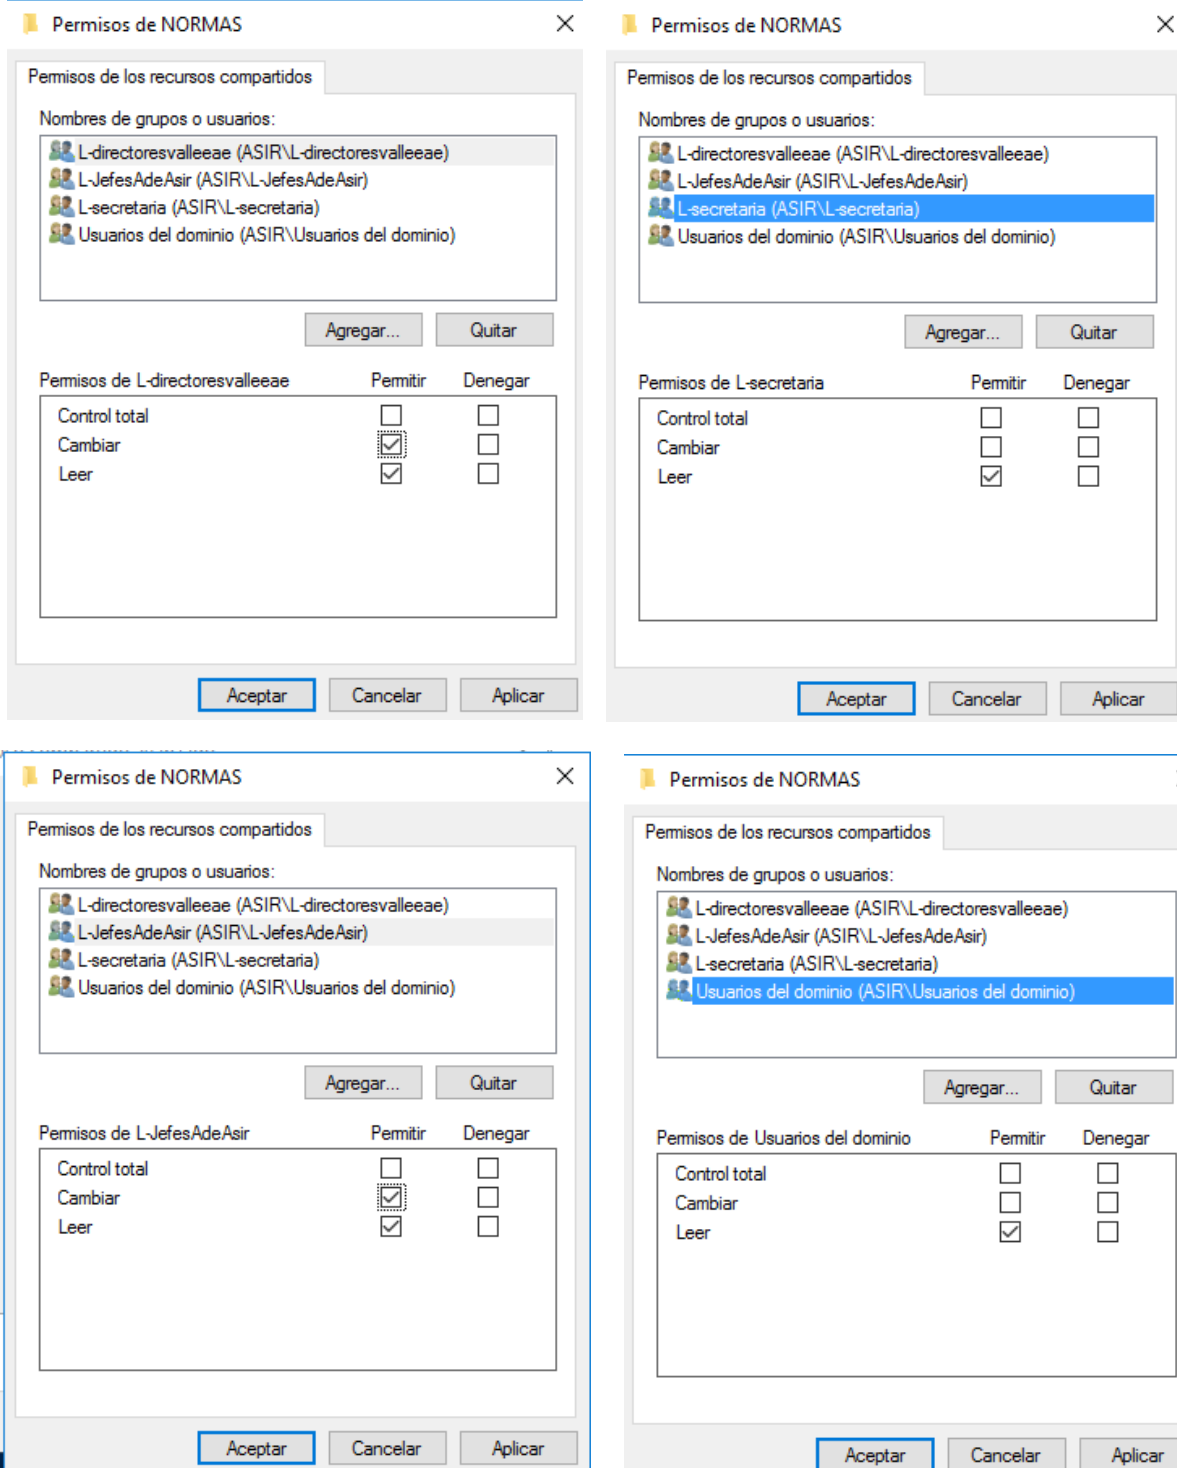 Permisos de NORMAS
Permisos de los recursos compartidos
Nombres de grupos o usuarios:
L-directoresvalleeae (ASIR\L-directoresvalleeae)
L-JefesAdeAsir (ASIR\L-JefesAdeAsir)
L-secretaria (ASIR\L-secretaria)
Usuarios del dominio (ASIR\Usuarios del dominio)
Agregar... Quitar
Permisos de L-directoresvalleeae Permitir Denegar
Control total
Cambiar
Leer
Aceptar Cancelar Aplicar
Permisos de NORMAS
Permisos de los recursos compartidos
Nombres de grupos o usuarios:
L-directoresvalleeae (ASIR\L-directoresvalleeae)
L-JefesAdeAsir (ASIR\L-JefesAdeAsir)
L-secretaria (ASIR\L-secretaria)
Usuarios del dominio (ASIR\Usuarios del dominio)
Agregar... Quitar
Permisos de L-secretaria Permitir Denegar
Control total
Cambiar
Leer
Aceptar Cancelar Aplicar
Permisos de NORMAS
Permisos de los recursos compartidos
Nombres de grupos o usuarios:
L-directoresvalleeae (ASIR\L-directoresvalleeae)
L-JefesAdeAsir (ASIR\L-JefesAdeAsir)
L-secretaria (ASIR\L-secretaria)
Usuarios del dominio (ASIR\Usuarios del dominio)
Agregar... Quitar
Permisos de L-JefesAdeAsir Permitir Denegar
Control total
Cambiar
Leer
Aceptar Cancelar Aplicar
Permisos de NORMAS
Permisos de los recursos compartidos
Nombres de grupos o usuarios:
L-directoresvalleeae (ASIR\L-directoresvalleeae)
L-JefesAdeAsir (ASIR\L-JefesAdeAsir)
L-secretaria (ASIR\L-secretaria)
Usuarios del dominio (ASIR\Usuarios del dominio)
Agregar... Quitar
Permisos de Usuarios del dominio Permitir Denegar
Control total
Cambiar
Leer
Aceptar Cancelar Aplicar